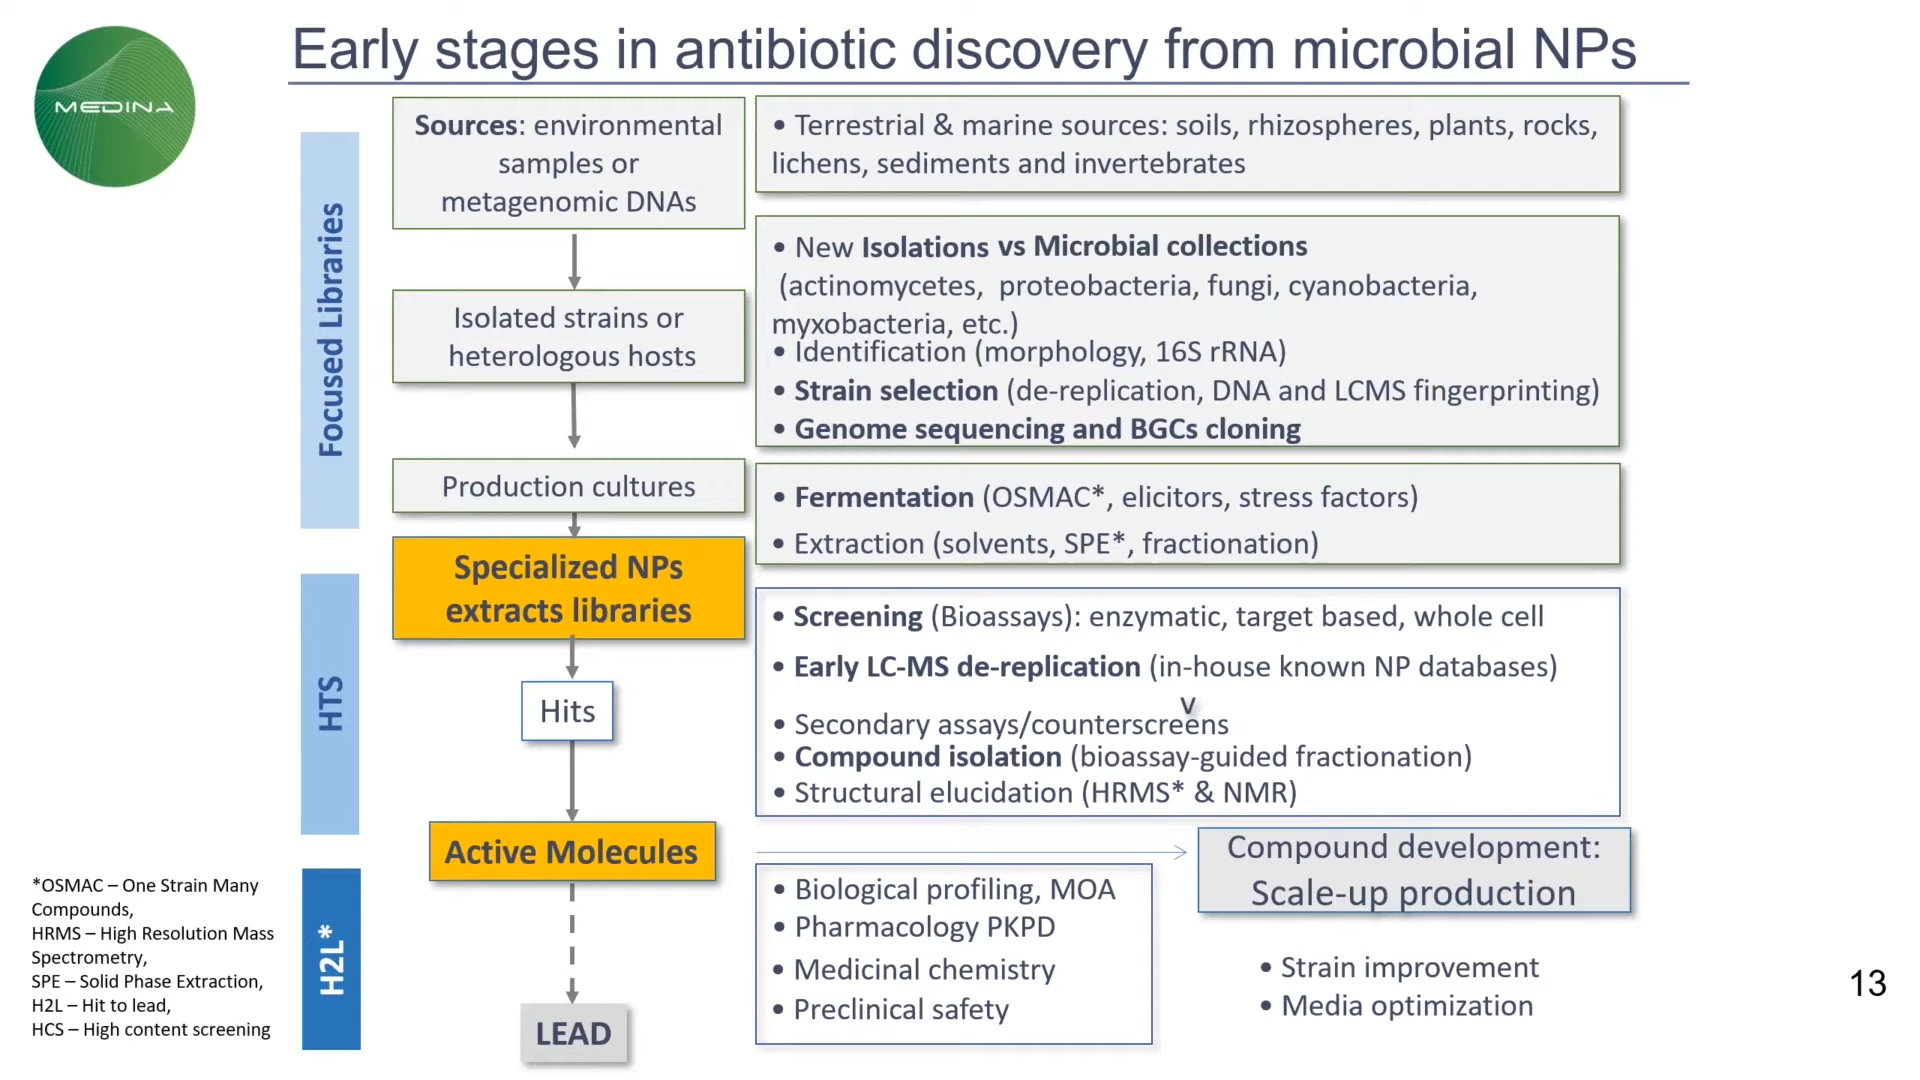 Early stages in antibiotic discovery from microbial NPs
MEDINA
Focused Libraries
Sources: environmental
samples or
metagenomic DNAs
• Terrestrial & marine sources: soils, rhizospheres, plants, rocks,
lichens, sediments and invertebrates
Isolated strains or
heterologous hosts
• New Isolations vs Microbial collections
(actinomycetes, proteobacteria, fungi, cyanobacteria,
myxobacteria, etc.)
• Identification (morphology, 16S rRNA)
• Strain selection (de-replication, DNA and LCMS fingerprinting)
• Genome sequencing and BGCs cloning
Production cultures
• Fermentation (OSMAC*, elicitors, stress factors)
• Extraction (solvents, SPE*, fractionation)
Specialized NPs
extracts libraries
HTS
Hits
• Screening (Bioassays): enzymatic, target based, whole cell
• Early LC-MS de-replication (in-house known NP databases)
v
• Secondary assays/counterscreens
• Compound isolation (bioassay-guided fractionation)
• Structural elucidation (HRMS* & NMR)
Active Molecules
Compound development:
Scale-up production
H2L*
• Biological profiling, MOA
• Pharmacology PKPD
• Medicinal chemistry
• Preclinical safety
• Strain improvement
• Media optimization
LEAD
*OSMAC – One Strain Many
Compounds,
HRMS – High Resolution Mass
Spectrometry,
SPE – Solid Phase Extraction,
H2L – Hit to lead,
HCS – High content screening
13